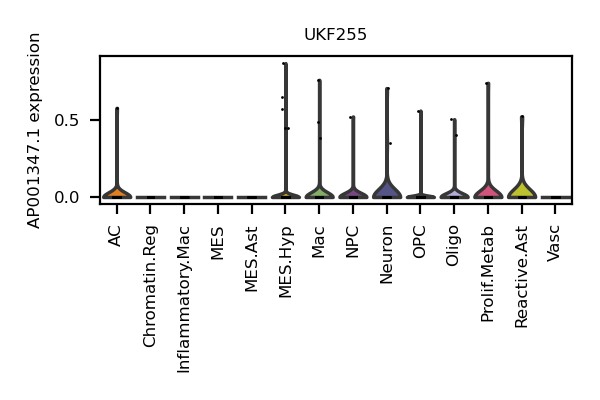 UKF255
AP001347.1 expression
0.5
0.0
AC
Chromatin.Reg
Inflammatory.Mac
MES
MES.Ast
MES.Hyp
Mac
NPC
Neuron
OPC
Oligo
Prolif.Metab
Reactive.Ast
Vasc